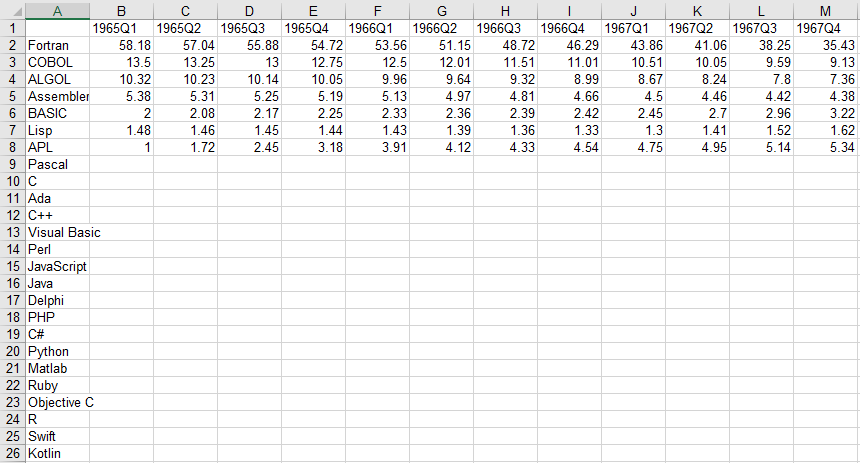 A B C D E F G H I J K L M
1 1965Q1 1965Q2 1965Q3 1965Q4 1966Q1 1966Q2 1966Q3 1966Q4 1967Q1 1967Q2 1967Q3 1967Q4
2 Fortran 58.18 57.04 55.88 54.72 53.56 51.15 48.72 46.29 43.86 41.06 38.25 35.43
3 COBOL 13.5 13.25 13 12.75 12.5 12.01 11.51 11.01 10.51 10.05 9.59 9.13
4 ALGOL 10.32 10.23 10.14 10.05 9.96 9.64 9.32 8.99 8.67 8.24 7.8 7.36
5 Assembler 5.38 5.31 5.25 5.19 5.13 4.97 4.81 4.66 4.5 4.46 4.42 4.38
6 BASIC 2 2.08 2.17 2.25 2.33 2.36 2.39 2.42 2.45 2.7 2.96 3.22
7 Lisp 1.48 1.46 1.45 1.44 1.43 1.39 1.36 1.33 1.3 1.41 1.52 1.62
8 APL 1 1.72 2.45 3.18 3.91 4.12 4.33 4.54 4.75 4.95 5.14 5.34
9 Pascal
10 C
11 Ada
12 C++
13 Visual Basic
14 Perl
15 JavaScript
16 Java
17 Delphi
18 PHP
19 C#
20 Python
21 Matlab
22 Ruby
23 Objective C
24 R
25 Swift
26 Kotlin